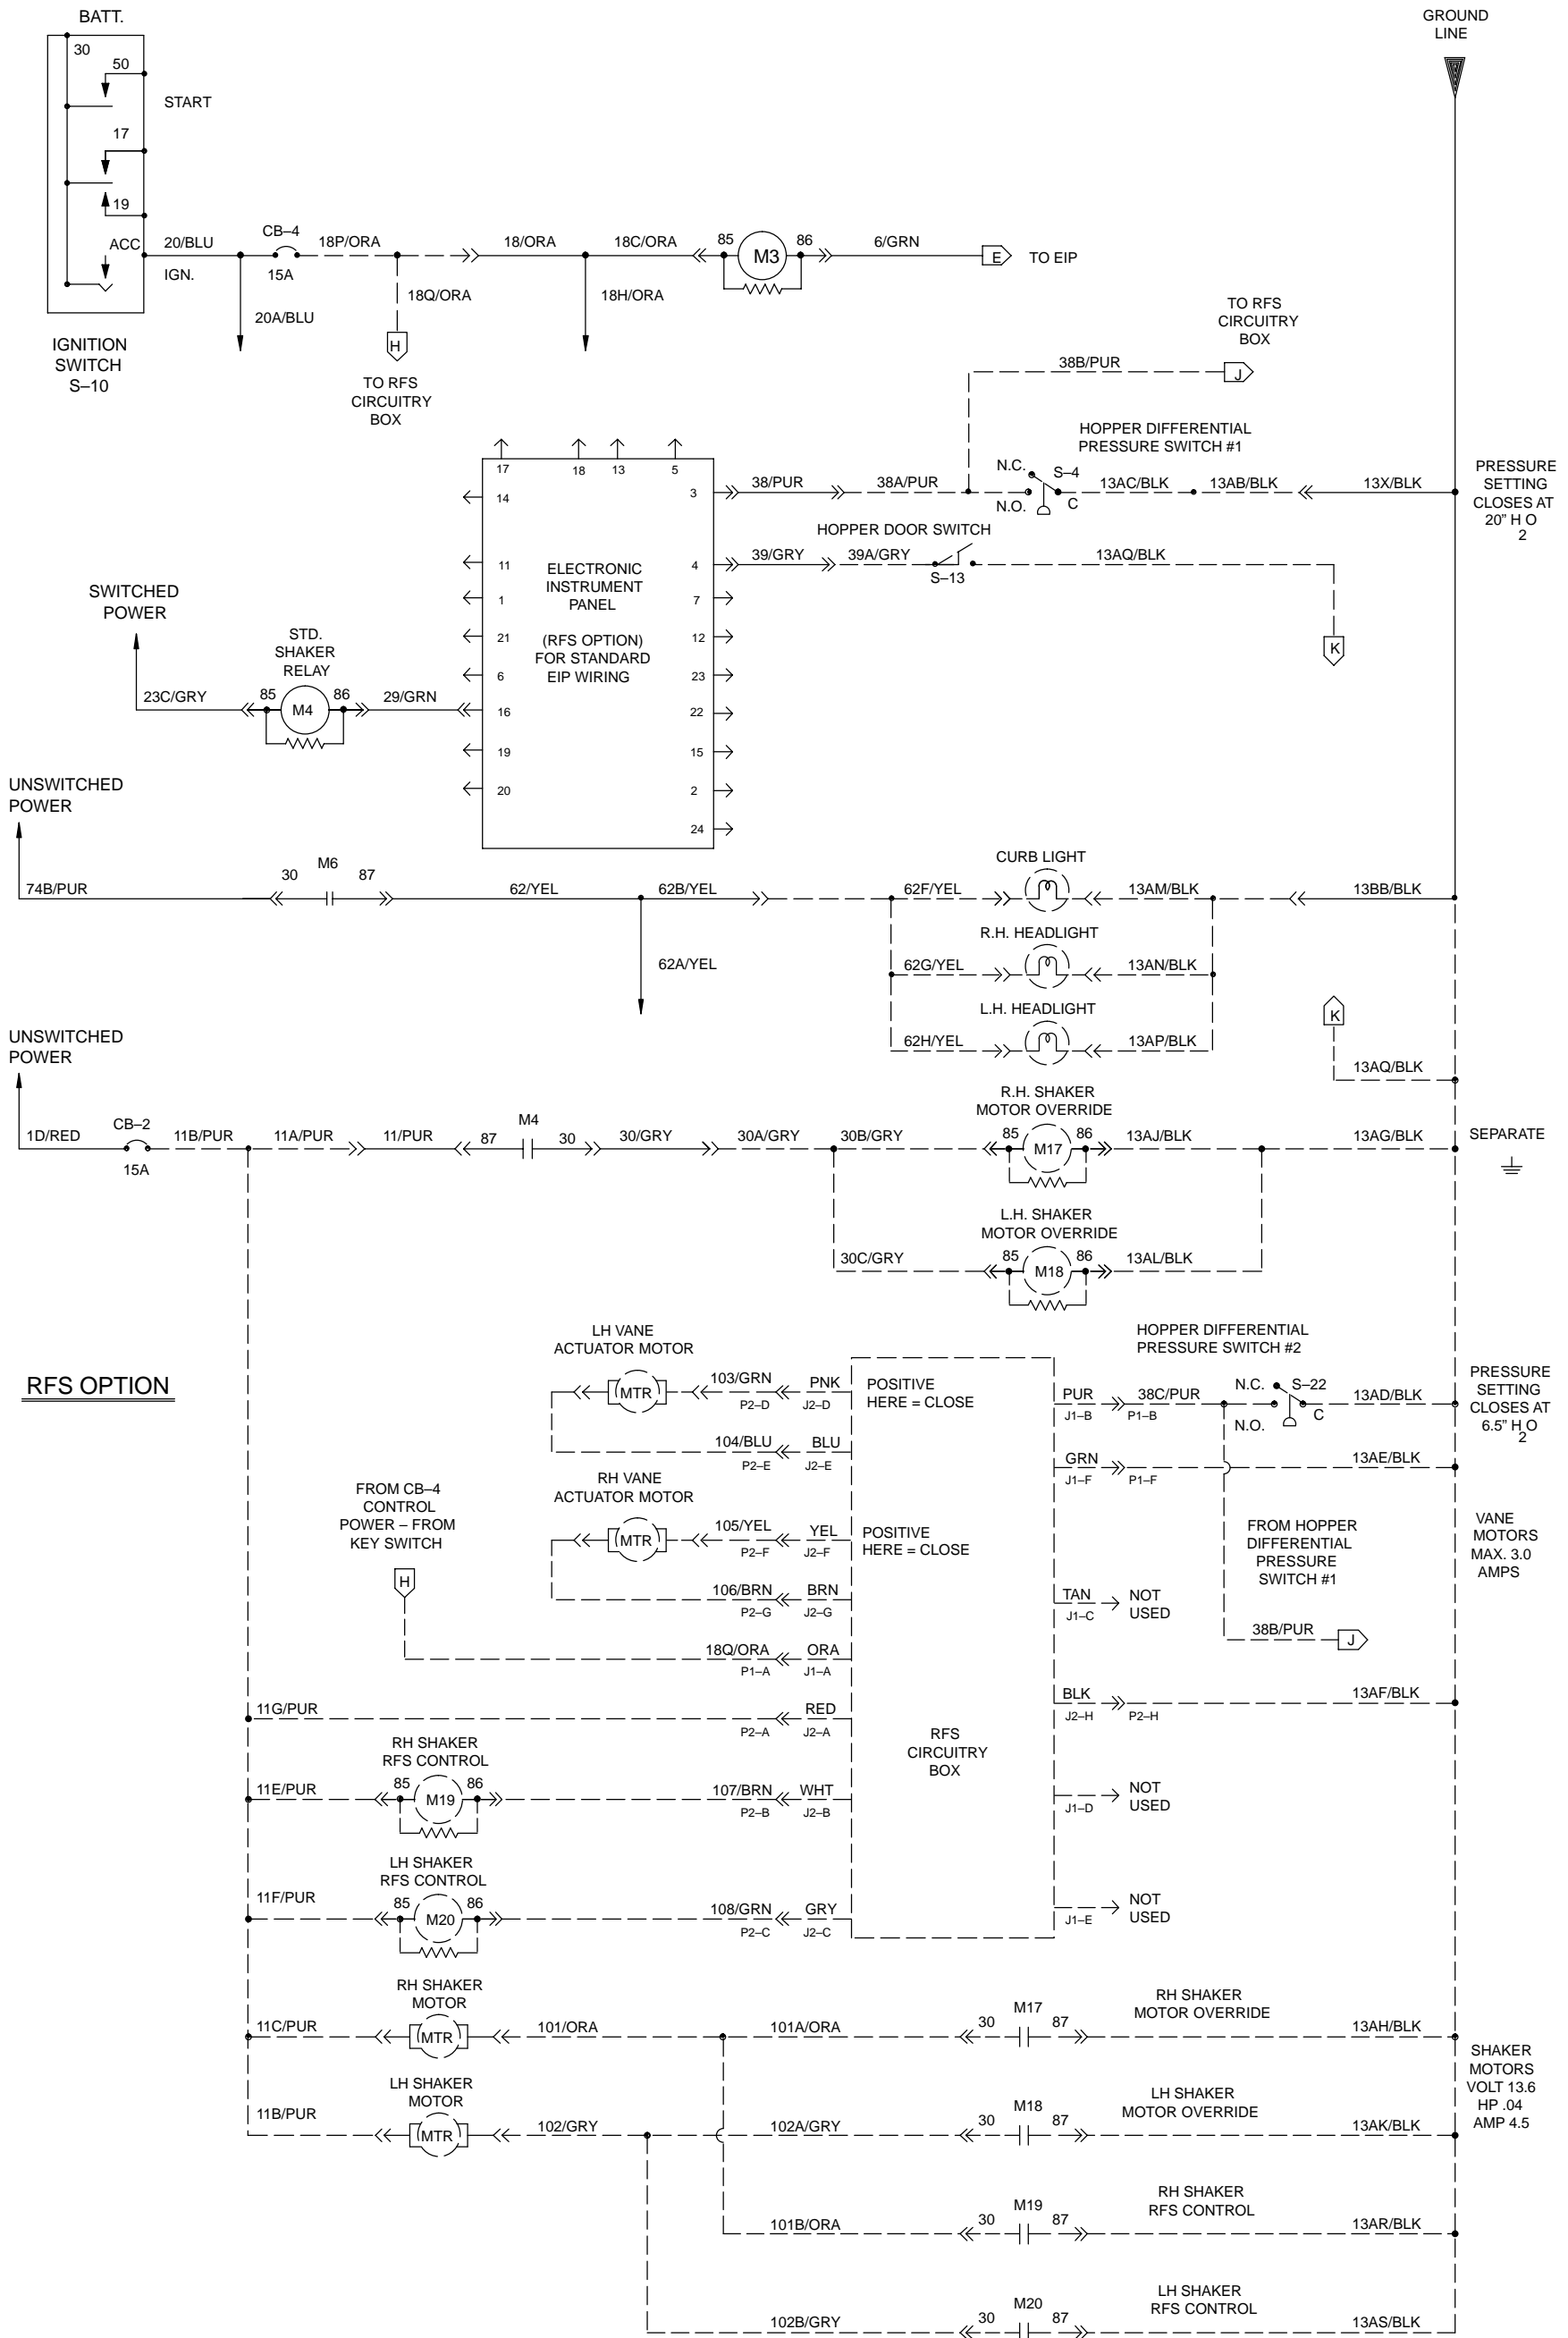 BATT.
GROUND
LINE
30
50
START
17
19
ACC
20/BLU
CB–4
18P/ORA
18/ORA
18C/ORA
85
M3
86
6/GRN
E
TO EIP
IGN.
15A
18Q/ORA
18H/ORA
20A/BLU
H
IGNITION
SWITCH
S–10
TO RFS
CIRCUITRY
BOX
TO RFS
CIRCUITRY
BOX
38B/PUR
J
HOPPER DIFFERENTIAL
PRESSURE SWITCH #1
17
18
13
5
3
38/PUR
38A/PUR
N.C.
S–4
N.O.
C
13AC/BLK
13AB/BLK
13X/BLK
PRESSURE
SETTING
CLOSES AT
20” H O
2
14
HOPPER DOOR SWITCH
11
4
39/GRY
39A/GRY
S–13
13AQ/BLK
K
ELECTRONIC
INSTRUMENT
PANEL
(RFS OPTION)
FOR STANDARD
EIP WIRING
1
7
21
12
6
23
16
22
19
15
20
2
24
SWITCHED
POWER
STD.
SHAKER
RELAY
23C/GRY
85
M4
86
29/GRN
UNSWITCHED
POWER
74B/PUR
30
M6
87
62/YEL
62B/YEL
62A/YEL
CURB LIGHT
62F/YEL
13AM/BLK
13BB/BLK
R.H. HEADLIGHT
62G/YEL
13AN/BLK
L.H. HEADLIGHT
62H/YEL
13AP/BLK
K
13AQ/BLK
UNSWITCHED
POWER
1D/RED
CB–2
15A
11B/PUR
11A/PUR
11/PUR
87
M4
30
30/GRY
30A/GRY
30B/GRY
R.H. SHAKER
MOTOR OVERRIDE
85
M17
86
13AJ/BLK
13AG/BLK
SEPARATE
L.H. SHAKER
MOTOR OVERRIDE
30C/GRY
85
M18
86
13AL/BLK
RFS OPTION
LH VANE
ACTUATOR MOTOR
MTR
103/GRN
PNK
P2–D
J2–D
POSITIVE
HERE = CLOSE
104/BLU
BLU
P2–E
J2–E
HOPPER DIFFERENTIAL
PRESSURE SWITCH #2
PUR
38C/PUR
J1–B
P1–B
N.C.
S–22
N.O.
C
13AD/BLK
PRESSURE
SETTING
CLOSES AT
6.5” H O
2
GRN
J1–F
P1–F
13AE/BLK
RH VANE
ACTUATOR MOTOR
MTR
105/YEL
YEL
P2–F
J2–F
POSITIVE
HERE = CLOSE
106/BRN
BRN
P2–G
J2–G
FROM CB–4
CONTROL
POWER – FROM
KEY SWITCH
H
FROM HOPPER
DIFFERENTIAL
PRESSURE
SWITCH #1
VANE
MOTORS
MAX. 3.0
AMPS
TAN
J1–C
NOT
USED
38B/PUR
J
18Q/ORA
ORA
P1–A
J1–A
11G/PUR
RED
P2–A
J2–A
BLK
J2–H
P2–H
13AF/BLK
RFS
CIRCUITRY
BOX
RH SHAKER
RFS CONTROL
11E/PUR
85
M19
86
107/BRN
WHT
P2–B
J2–B
J1–D
NOT
USED
LH SHAKER
RFS CONTROL
11F/PUR
85
M20
86
108/GRN
GRY
P2–C
J2–C
J1–E
NOT
USED
RH SHAKER
MOTOR
11C/PUR
MTR
101/ORA
101A/ORA
30
M17
87
RH SHAKER
MOTOR OVERRIDE
13AH/BLK
SHAKER
MOTORS
VOLT 13.6
HP .04
AMP 4.5
LH SHAKER
MOTOR
11B/PUR
MTR
102/GRY
102A/GRY
30
M18
87
LH SHAKER
MOTOR OVERRIDE
13AK/BLK
101B/ORA
30
M19
87
RH SHAKER
RFS CONTROL
13AR/BLK
102B/GRY
30
M20
87
LH SHAKER
RFS CONTROL
13AS/BLK